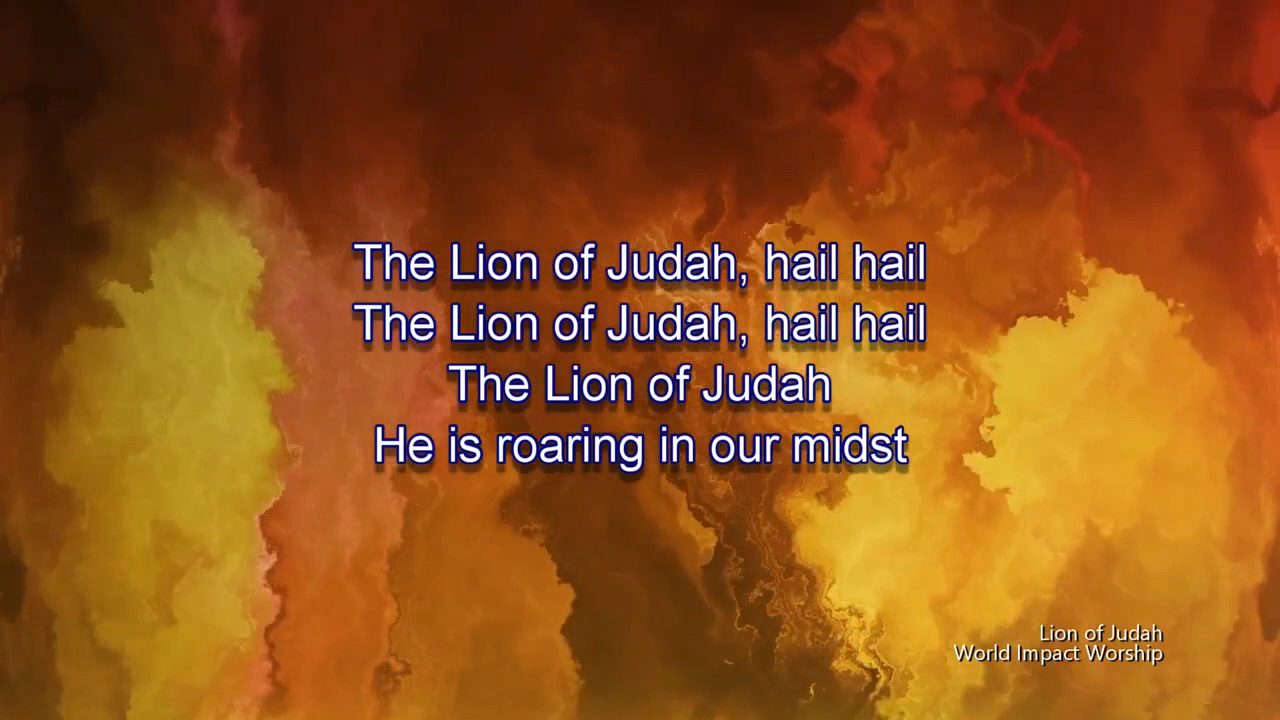 The Lion of Judah, hail hail
The Lion of Judah, hail hail
The Lion of Judah
He is roaring in our midst
Lion of Judah
World Impact Worship